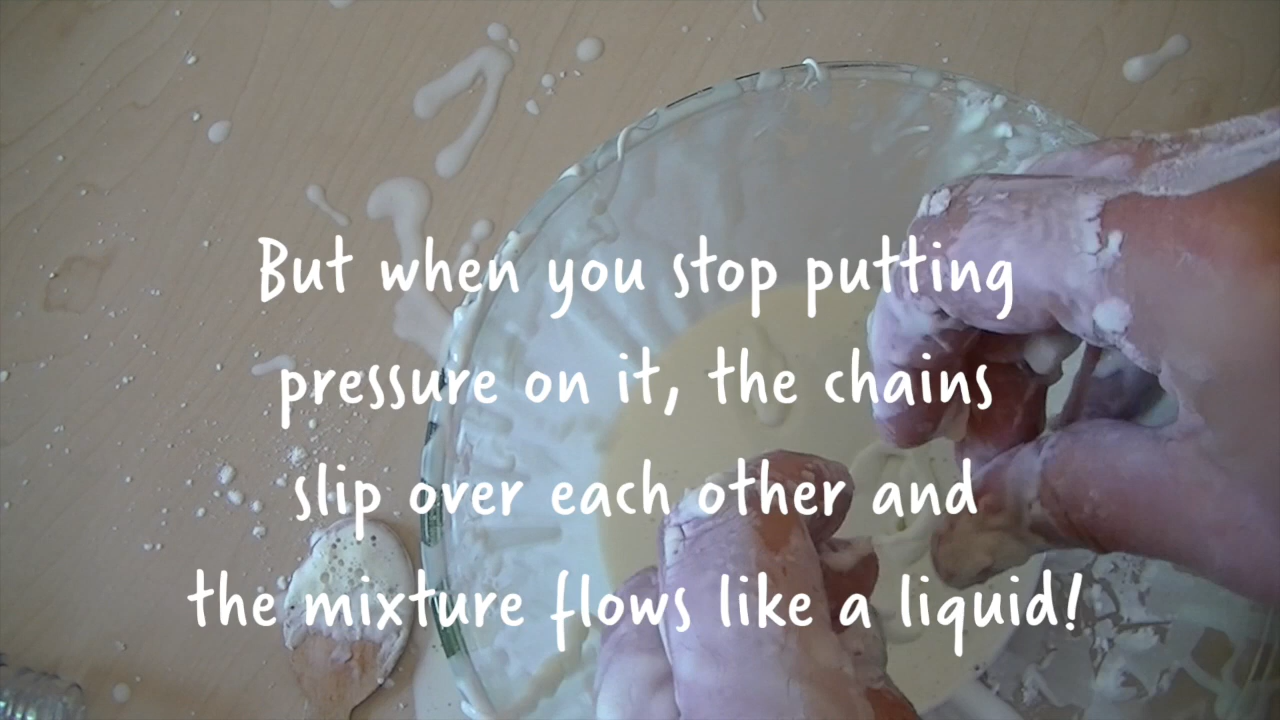 But when you stop putting
pressure on it, the chains
slip over each other and
the mixture flows like a liquid!